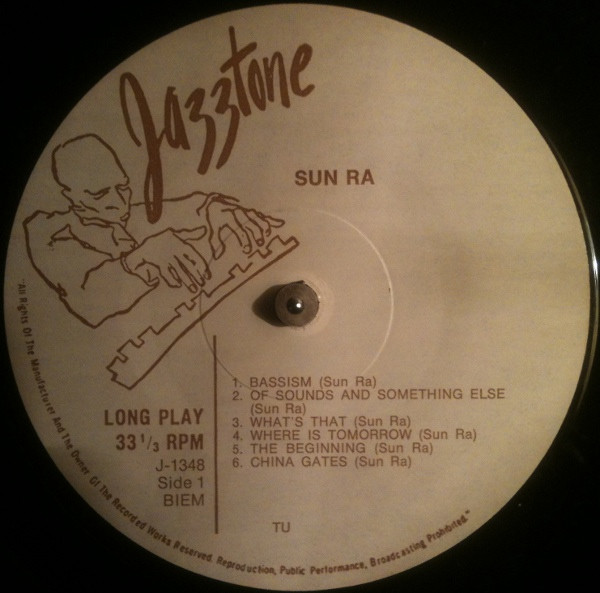 Jazztone
SUN RA
1. BASSISM (Sun Ra)
2. OF SOUNDS AND SOMETHING ELSE
(Sun Ra)
3. WHAT'S THAT (Sun Ra)
4. WHERE IS TOMORROW (Sun Ra)
5. THE BEGINNING (Sun Ra)
6. CHINA GATES (Sun Ra)
LONG PLAY
33 1/3 RPM
J-1348
Side 1
BIEM
TU
"All Rights Of The Manufacturer And The Owner Of The Recorded Works Reserved. Reproduction, Public Performance, Broadcasting Prohibited."